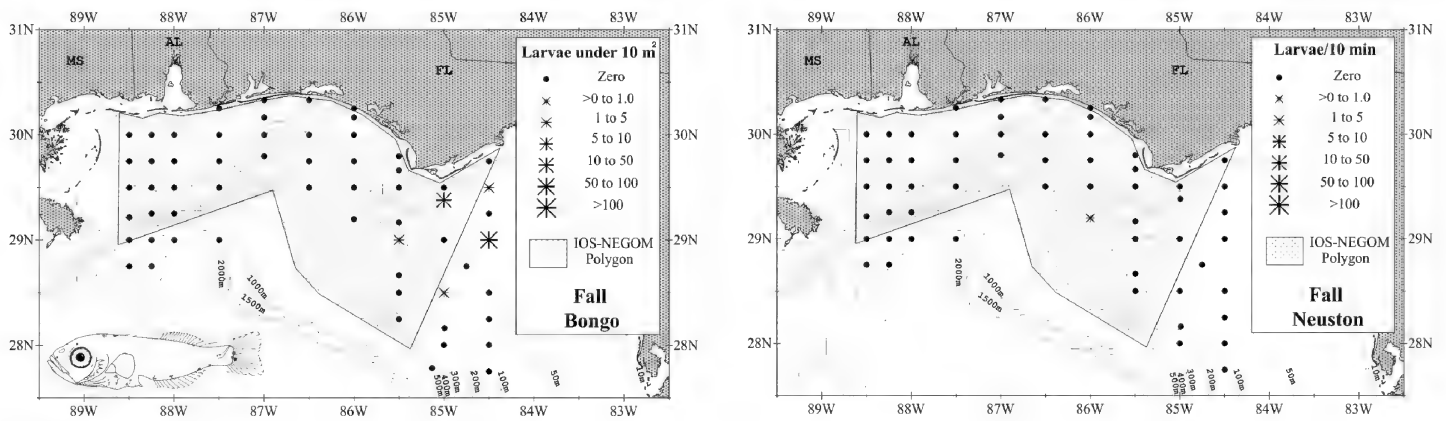 89W 88W 87W 86W 85W 84W 83W
31N 31N
AL
MS
FL
Larvae under 10 m2
Zero
>0 to 1.0
1 to 5
5 to 10
10 to 50
50 to 100
>100
IOS-NEGOM
Polygon
Fall
Bongo
30N 30N
29N 29N
28N 28N
2000m
1000m
1500m
500m
400m
300m
200m
100m
50m
10m
89W 88W 87W 86W 85W 84W 83W
89W 88W 87W 86W 85W 84W 83W
31N 31N
AL
MS
FL
Larvae/10 min
Zero
>0 to 1.0
1 to 5
5 to 10
10 to 50
50 to 100
>100
IOS-NEGOM
Polygon
Fall
Neuston
30N 30N
29N 29N
28N 28N
2000m
1000m
1500m
500m
400m
300m
200m
100m
50m
10m
89W 88W 87W 86W 85W 84W 83W